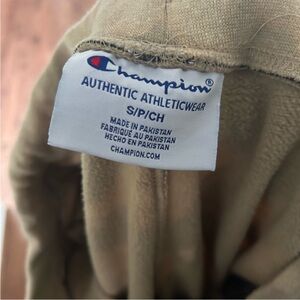 Champion®
AUTHENTIC ATHLETICWEAR
S/P/CH
MADE IN PAKISTAN
FABRIQUÉ AU PAKISTAN
HECHO EN PAKISTAN
CHAMPION.COM